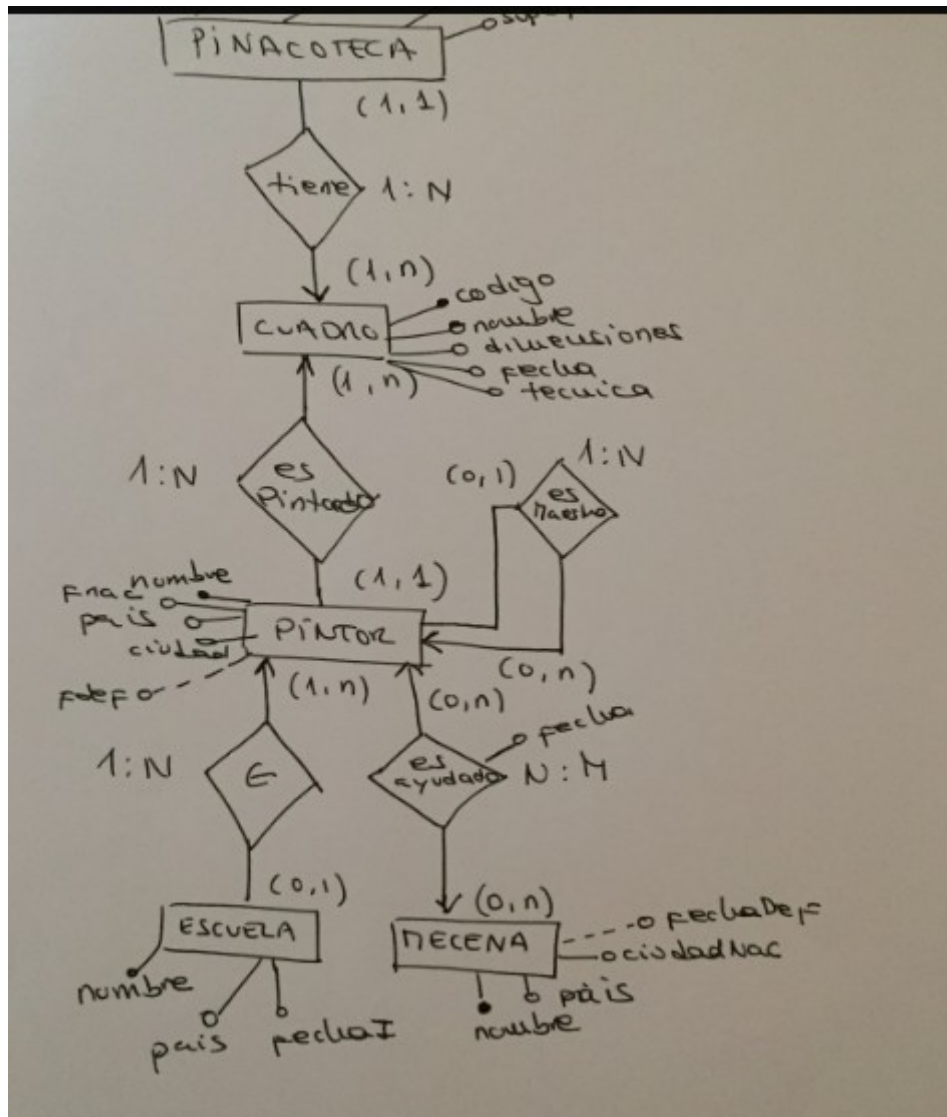 PINACOTECA
(1,1)
tiene 1:N
(1,n)
codigo
CUADRO
nombre
dimensiones
fecha
tecnica
(1,n)
1:N
es
Pintado
(0,1)
1:N
es
Maestro
(1,1)
nombre
Fnac
pais
PINTOR
ciudad
Fdef
(1,n)
(0,n)
(0,n)
fecha
1:N
E
es
ayudado
N:M
(0,1)
(0,n)
ESCUELA
MECENA
fechaDeF
ciudadNac
nombre
pais
fechaI
país
nombre